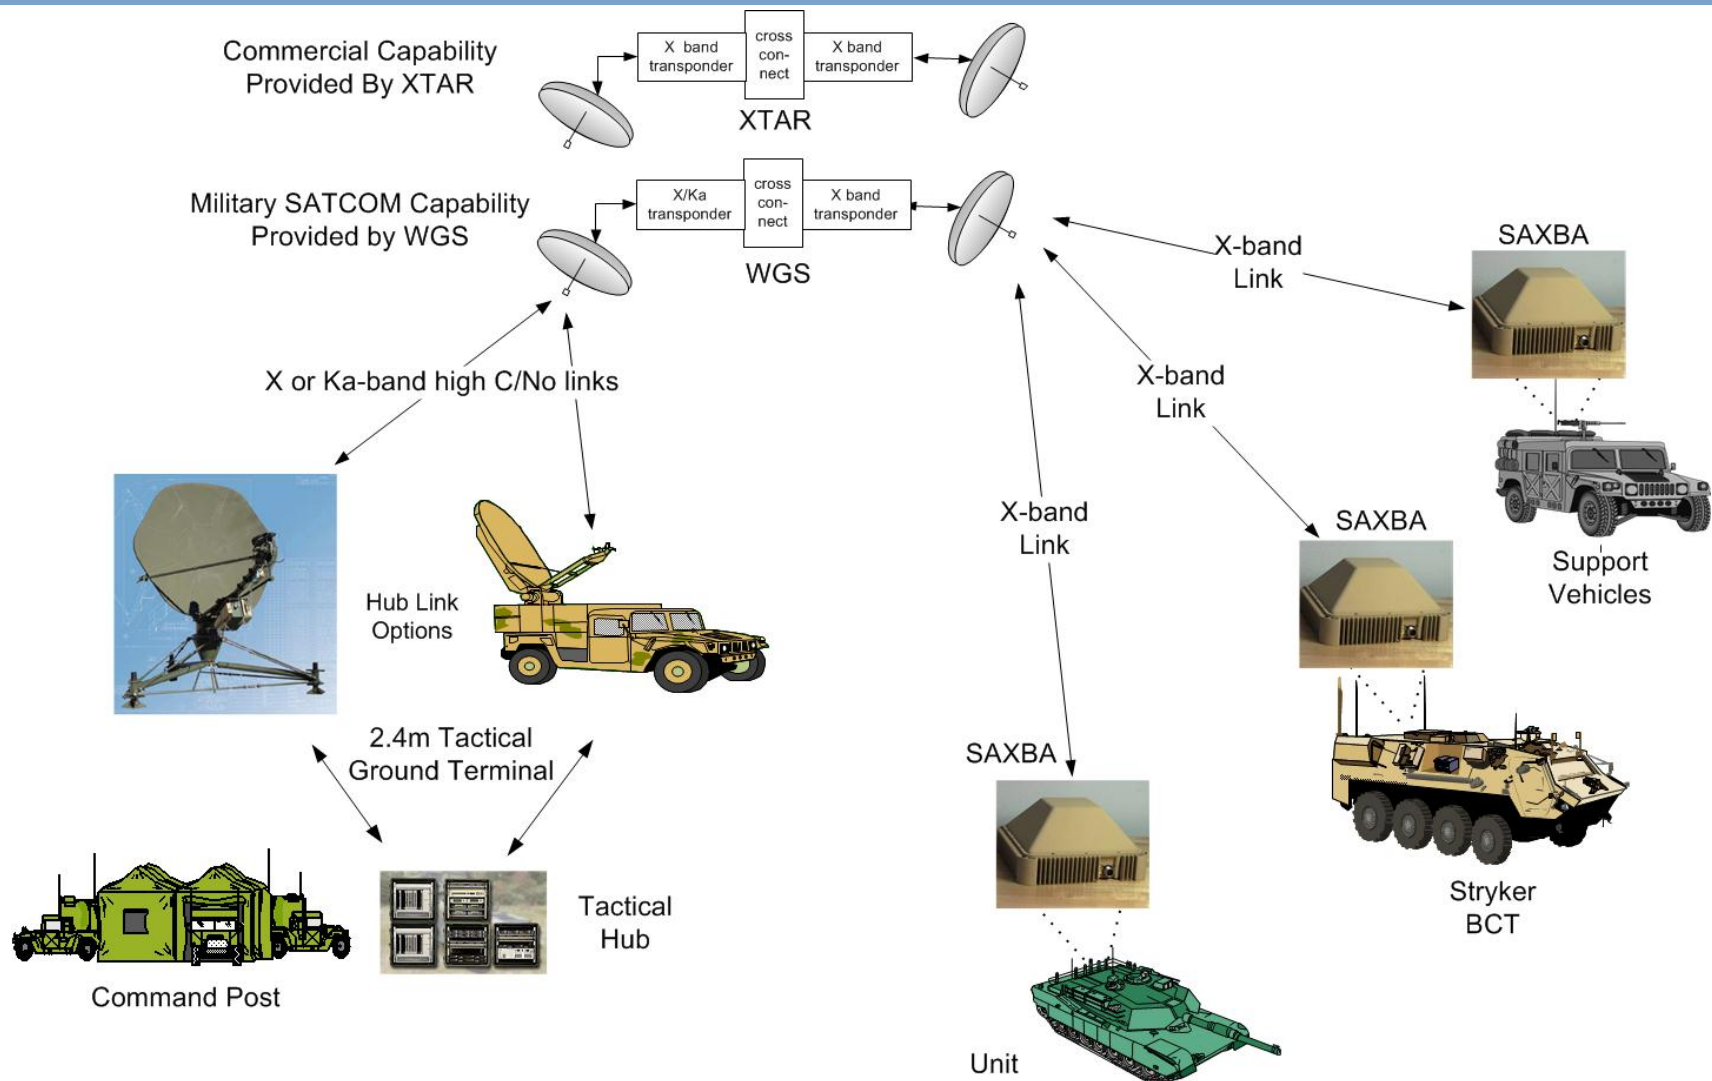 Commercial Capability
Provided By XTAR
X band
transponder
cross
con-
nect
X band
transponder
XTAR
Military SATCOM Capability
Provided by WGS
X/Ka
transponder
cross
con-
nect
X band
transponder
WGS
X or Ka-band high C/No links
X-band
Link
SAXBA
X-band
Link
X-band
Link
SAXBA
Support
Vehicles
Hub Link
Options
2.4m Tactical
Ground Terminal
SAXBA
Tactical
Hub
Stryker
BCT
Command Post
Unit